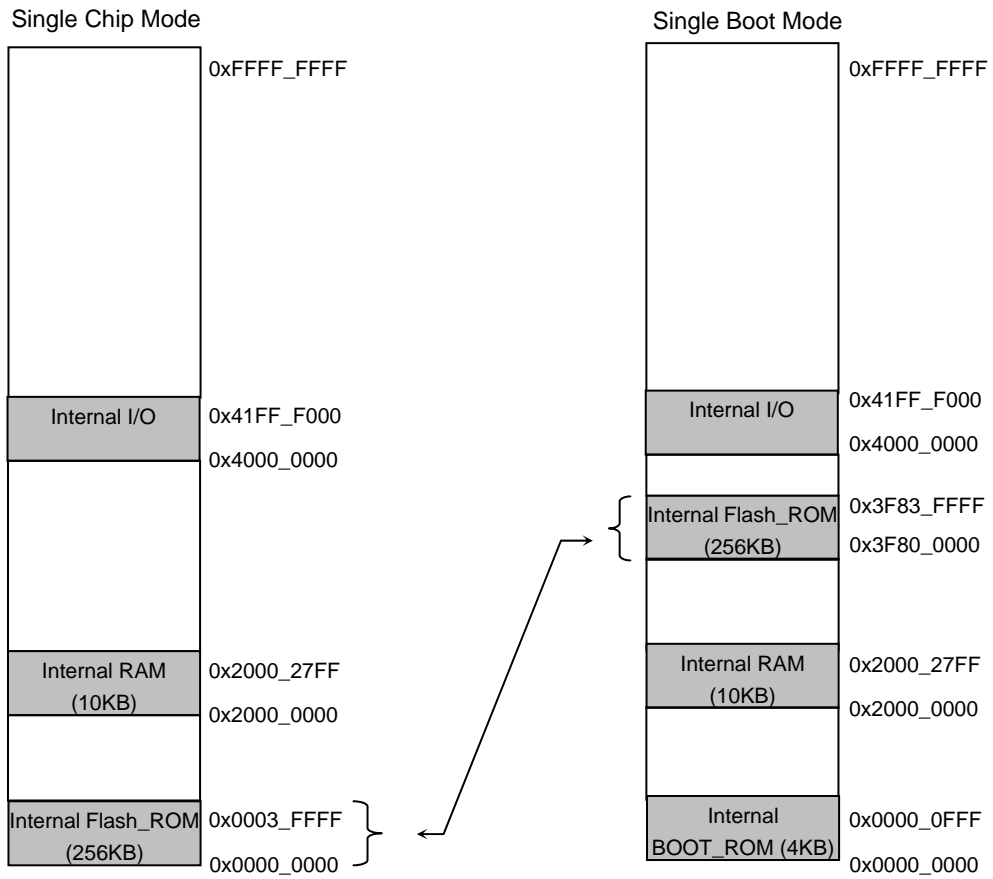 Single Chip Mode
0xFFFF_FFFF
Internal I/O
0x41FF_F000
0x4000_0000
Internal RAM
(10KB)
0x2000_27FF
0x2000_0000
Internal Flash_ROM
(256KB)
0x0003_FFFF
0x0000_0000
Single Boot Mode
0xFFFF_FFFF
Internal I/O
0x41FF_F000
0x4000_0000
Internal Flash_ROM
(256KB)
0x3F83_FFFF
0x3F80_0000
Internal RAM
(10KB)
0x2000_27FF
0x2000_0000
Internal
BOOT_ROM (4KB)
0x0000_0FFF
0x0000_0000